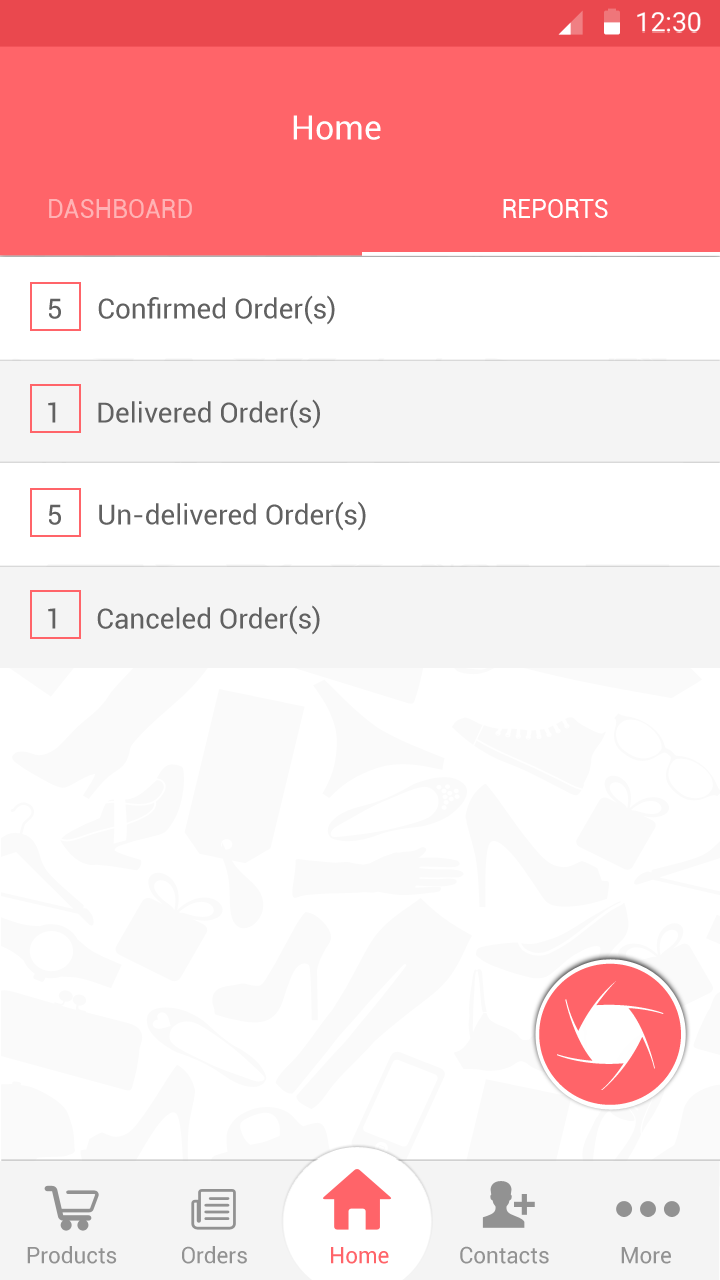 12:30
Home
DASHBOARD REPORTS
5 Confirmed Order(s)
1 Delivered Order(s)
5 Un-delivered Order(s)
1 Canceled Order(s)
Products Orders Home Contacts More